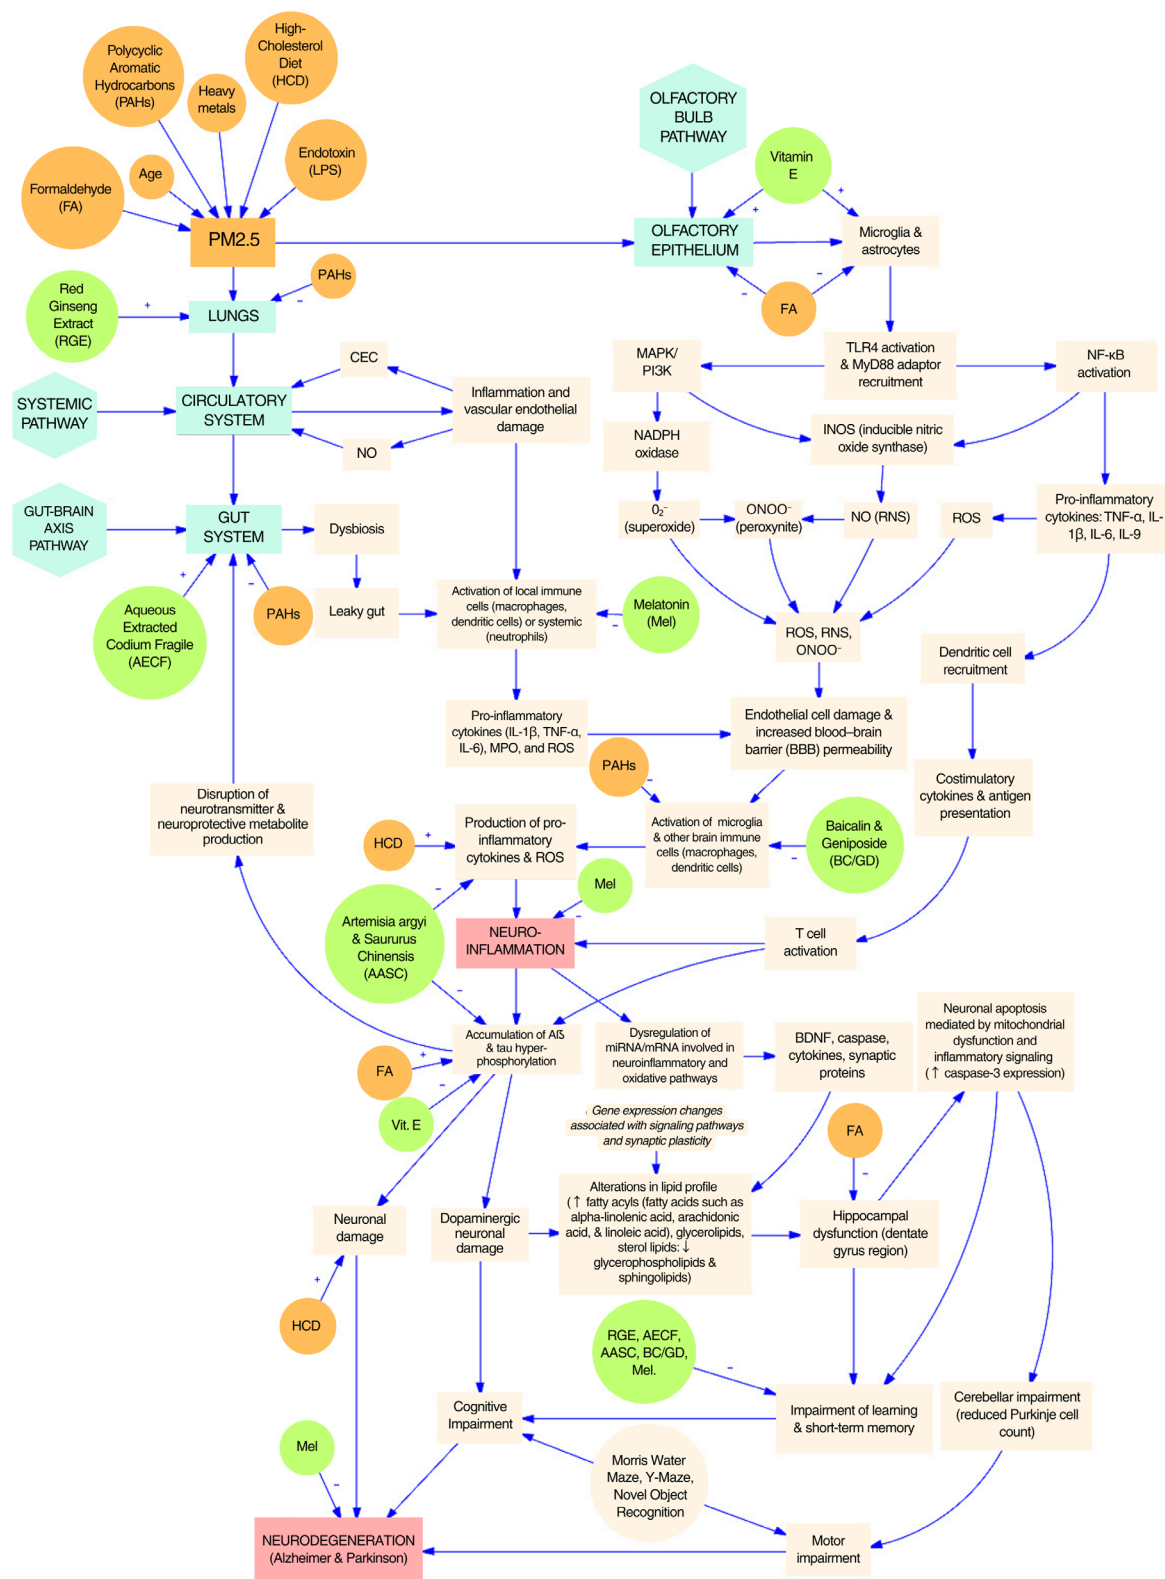 Polycyclic
Aromatic
Hydrocarbons
(PAHs)
Heavy
metals
High-
Cholesterol
Diet
(HCD)
Formaldehyde
(FA)
Age
Endotoxin
(LPS)
PM2.5
OLFACTORY
BULB
PATHWAY
Vitamin
E
+
+
OLFACTORY
EPITHELIUM
Microglia &
astrocytes
−
−
FA
Red
Ginseng
Extract
(RGE)
+
LUNGS
PAHs
−
SYSTEMIC
PATHWAY
CIRCULATORY
SYSTEM
CEC
NO
Inflammation and
vascular endothelial
damage
MAPK/
PI3K
TLR4 activation
& MyD88 adaptor
recruitment
NF-κB
activation
NADPH
oxidase
INOS (inducible nitric
oxide synthase)
GUT-BRAIN
AXIS
PATHWAY
GUT
SYSTEM
Dysbiosis
0₂⁻
(superoxide)
ONOO⁻
(peroxynite)
NO (RNS)
ROS
Pro-inflammatory
cytokines: TNF-α, IL-
1β, IL-6, IL-9
+
−
Aqueous
Extracted
Codium Fragile
(AECF)
PAHs
Leaky gut
Activation of local immune
cells (macrophages,
dendritic cells) or systemic
(neutrophils)
−
Melatonin
(Mel)
ROS, RNS,
ONOO⁻
Dendritic cell
recruitment
Pro-inflammatory
cytokines (IL-1β, TNF-α,
IL-6), MPO, and ROS
Endothelial cell damage &
increased blood–brain
barrier (BBB) permeability
PAHs
−
Costimulatory
cytokines & antigen
presentation
Disruption of
neurotransmitter &
neuroprotective metabolite
production
HCD
+
Production of pro-
inflammatory
cytokines & ROS
Activation of microglia
& other brain immune
cells (macrophages,
dendritic cells)
−
Baicalin &
Geniposide
(BC/GD)
Mel
−
Artemisia argyi
& Saururus
Chinensis
(AASC)
−
−
NEURO-
INFLAMMATION
T cell
activation
Accumulation of Aß
& tau hyper-
phosphorylation
FA
+
Vit. E
−
Dysregulation of
miRNA/mRNA involved in
neuroinflammatory and
oxidative pathways
BDNF, caspase,
cytokines, synaptic
proteins
Neuronal apoptosis
mediated by mitochondrial
dysfunction and
inflammatory signaling
(↑ caspase-3 expression)
Gene expression changes
associated with signaling pathways
and synaptic plasticity
FA
−
Neuronal
damage
Dopaminergic
neuronal
damage
Alterations in lipid profile
(↑ fatty acyls (fatty acids such as
alpha-linolenic acid, arachidonic
acid, & linoleic acid), glycerolipids,
sterol lipids: ↓
glycerophospholipids &
sphingolipids)
Hippocampal
dysfunction (dentate
gyrus region)
+
HCD
RGE, AECF,
AASC, BC/GD,
Mel.
−
Cognitive
Impairment
Impairment of learning
& short-term memory
Cerebellar impairment
(reduced Purkinje cell
count)
Mel
−
Morris Water
Maze, Y-Maze,
Novel Object
Recognition
NEURODEGENERATION
(Alzheimer & Parkinson)
Motor
impairment